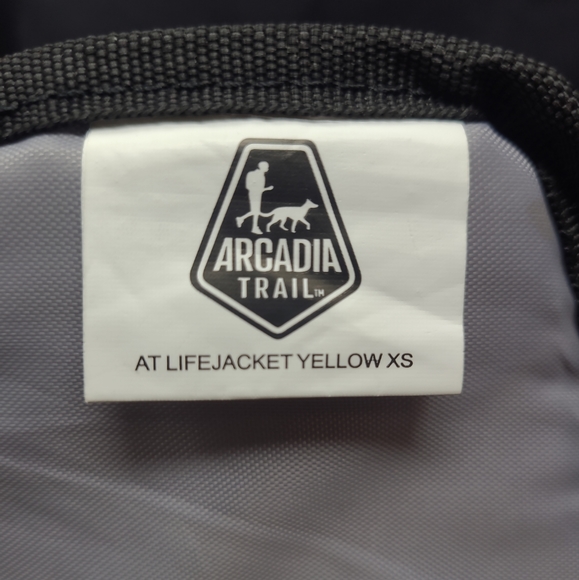 ARCADIA
TRAIL™
AT LIFEJACKET YELLOW XS